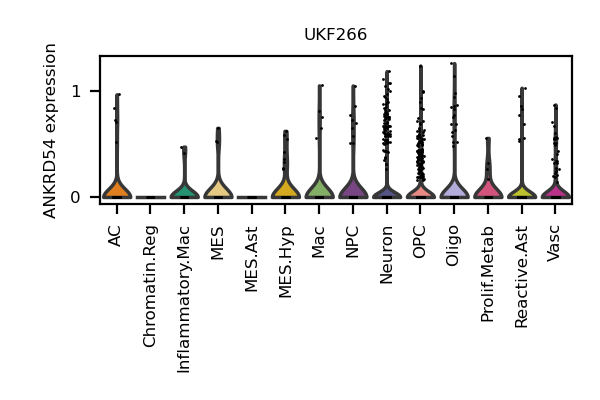 UKF266
ANKRD54 expression
1
0
AC
Chromatin.Reg
Inflammatory.Mac
MES
MES.Ast
MES.Hyp
Mac
NPC
Neuron
OPC
Oligo
Prolif.Metab
Reactive.Ast
Vasc